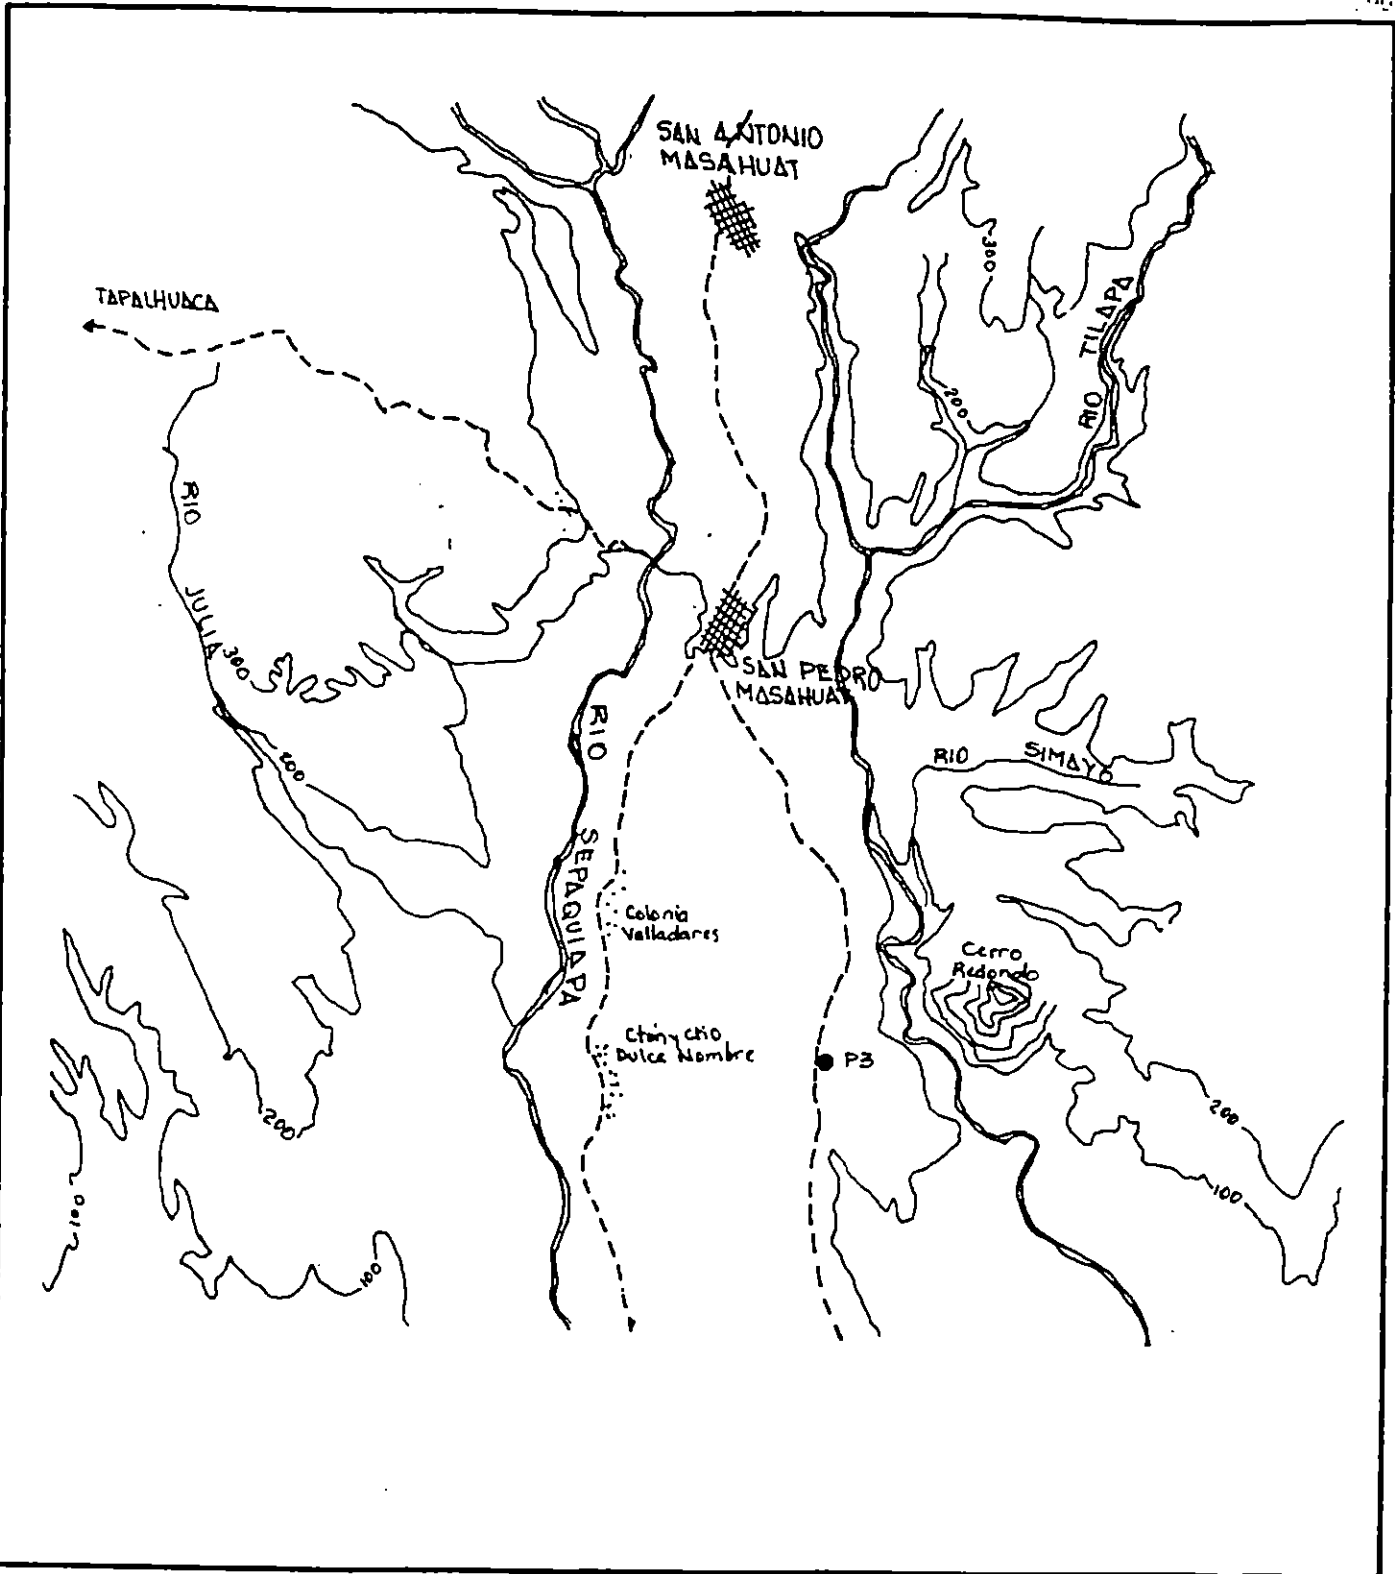 SAN ANTONIO
MASAHUAT
TAPALHUACA
300
RIO TILAPA
200
RIO
JULIA
300
SAN PEDRO
MASAHUAT
RIO
SEPAQUIAPA
RIO SIMAYO
200
Colonia
Valladares
Cerro
Redondo
Dulce Nombre
P3
200
200
100
100
100